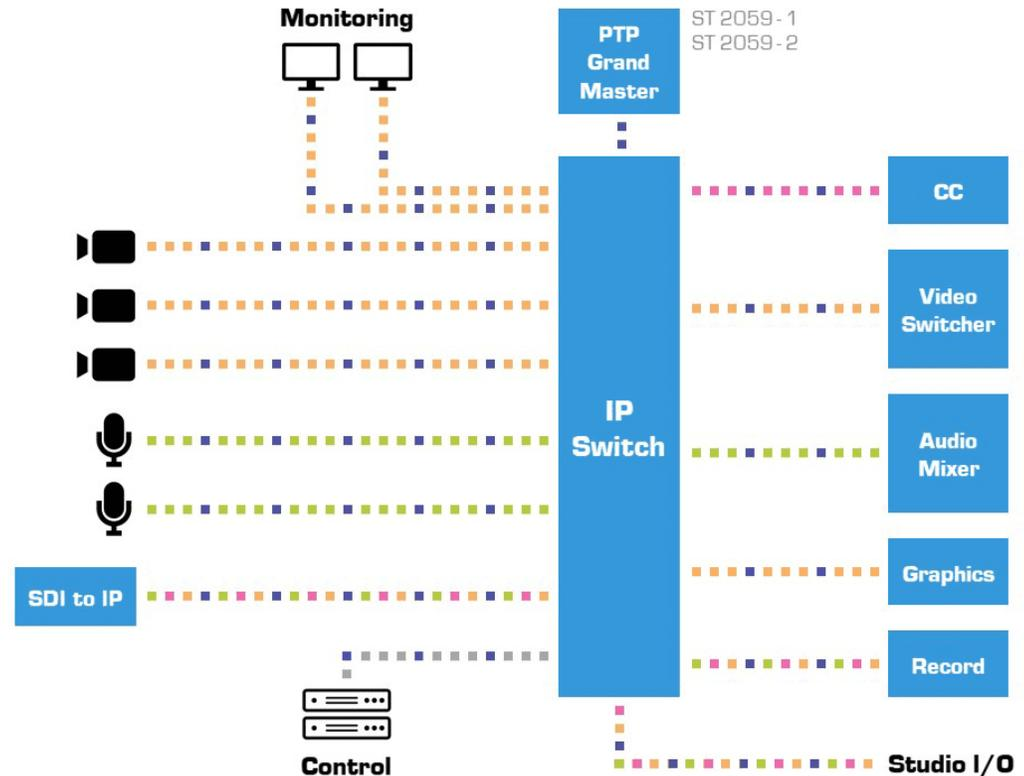 Monitoring
PTP
Grand
Master
ST 2059-1
ST 2059-2
CC
Video
Switcher
IP
Switch
Audio
Mixer
Graphics
SDI to IP
Record
Control
Studio I/O